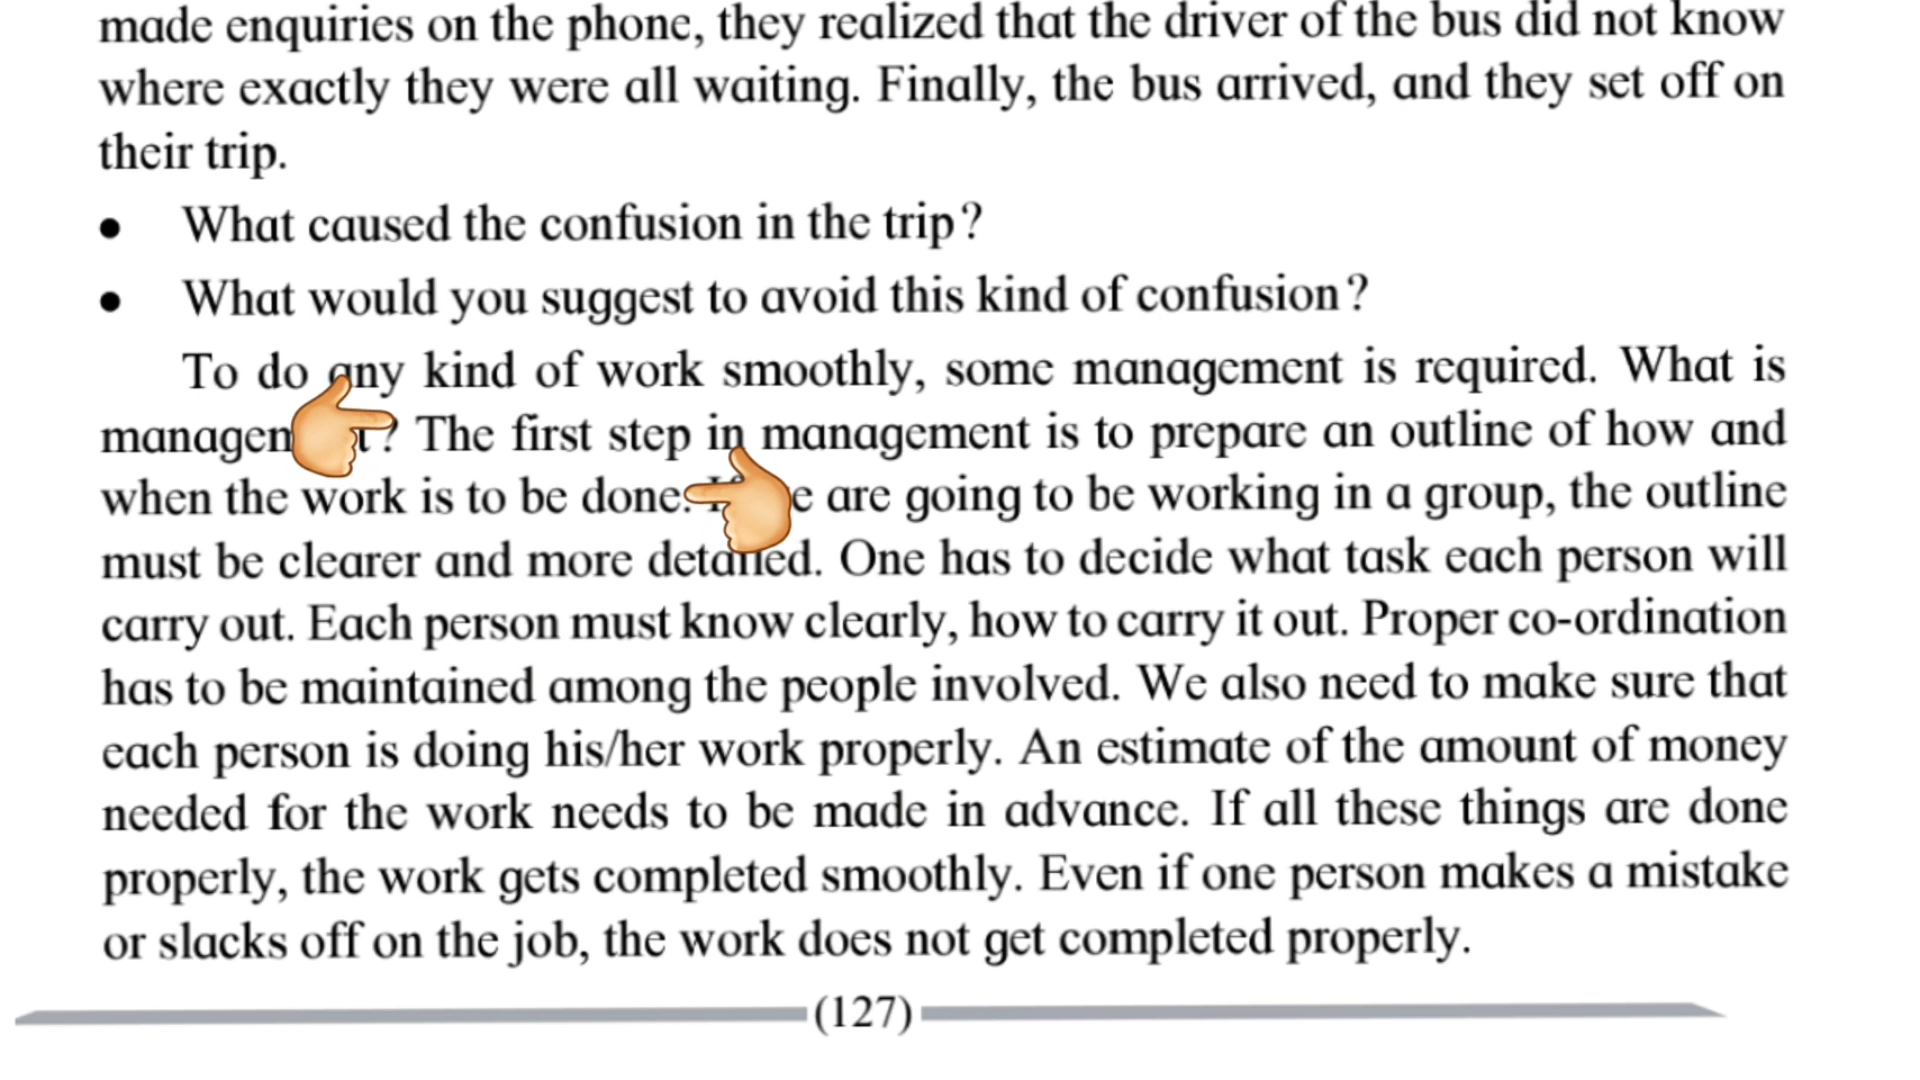 made enquiries on the phone, they realized that the driver of the bus did not know
where exactly they were all waiting. Finally, the bus arrived, and they set off on
their trip.
• What caused the confusion in the trip?
• What would you suggest to avoid this kind of confusion?
To do any kind of work smoothly, some management is required. What is
? The first step in management is to prepare an outline of how and
when the work is to be done. are going to be working in a group, the outline
must be clearer and more detailed. One has to decide what task each person will
carry out. Each person must know clearly, how to carry it out. Proper co-ordination
has to be maintained among the people involved. We also need to make sure that
each person is doing his/her work properly. An estimate of the amount of money
needed for the work needs to be made in advance. If all these things are done
properly, the work gets completed smoothly. Even if one person makes a mistake
or slacks off on the job, the work does not get completed properly.
(127)